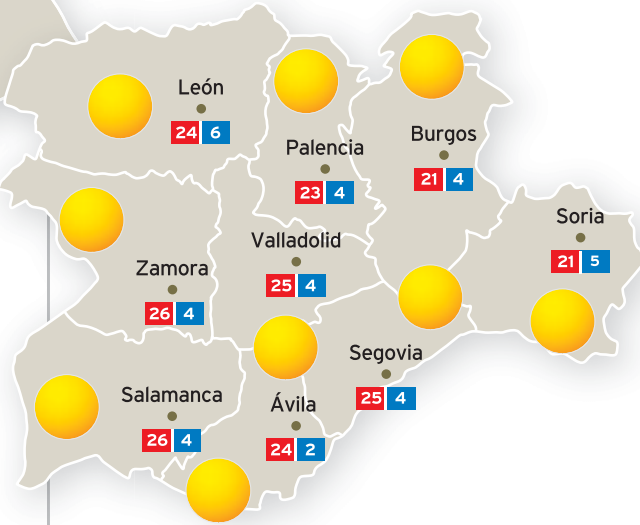 León
24 6
Burgos
21 4
Palencia
23 4
Soria
21 5
Valladolid
25 4
Zamora
26 4
Segovia
25 4
Salamanca
26 4
Ávila
24 2